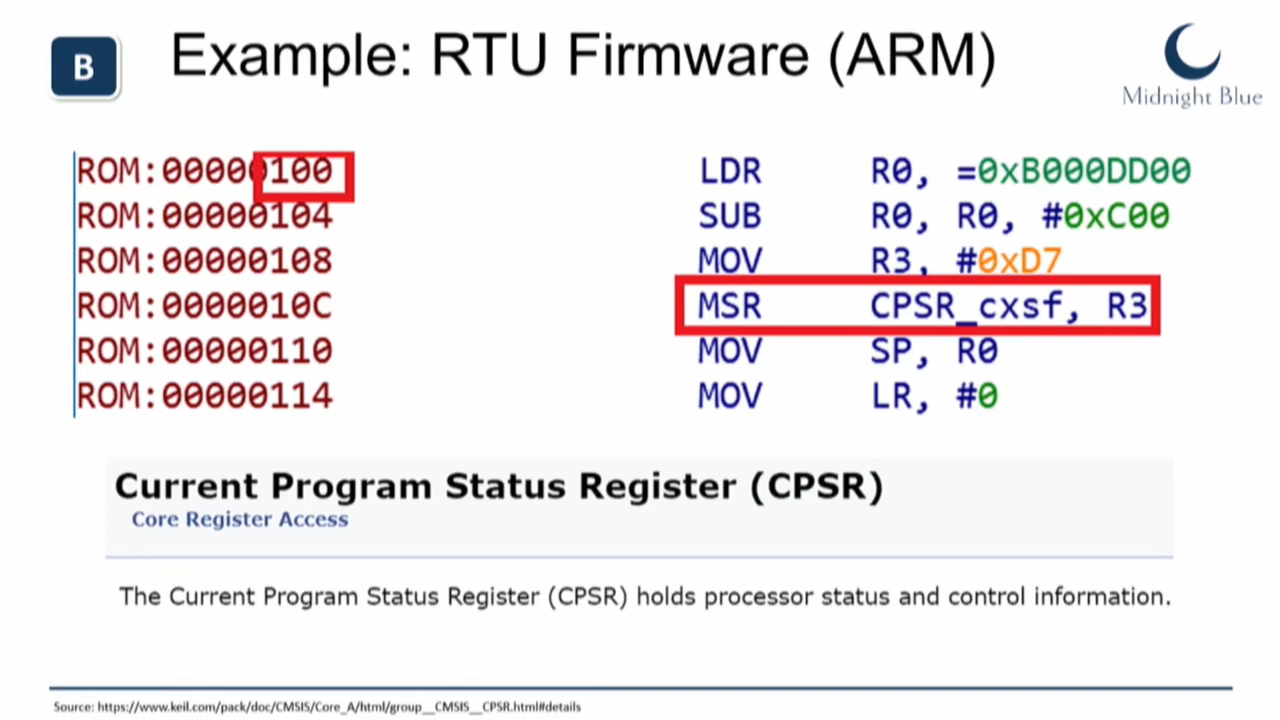 B
Example: RTU Firmware (ARM)
Midnight Blue
ROM:00000100 LDR R0, =0xB000DD00
ROM:00000104 SUB R0, R0, #0xC00
ROM:00000108 MOV R3, #0xD7
ROM:0000010C MSR CPSR_cxsf, R3
ROM:00000110 MOV SP, R0
ROM:00000114 MOV LR, #0
Current Program Status Register (CPSR)
Core Register Access
The Current Program Status Register (CPSR) holds processor status and control information.
Source: https://www.keil.com/pack/doc/CMSIS/Core_A/html/group__CMSIS__CPSR.html#details